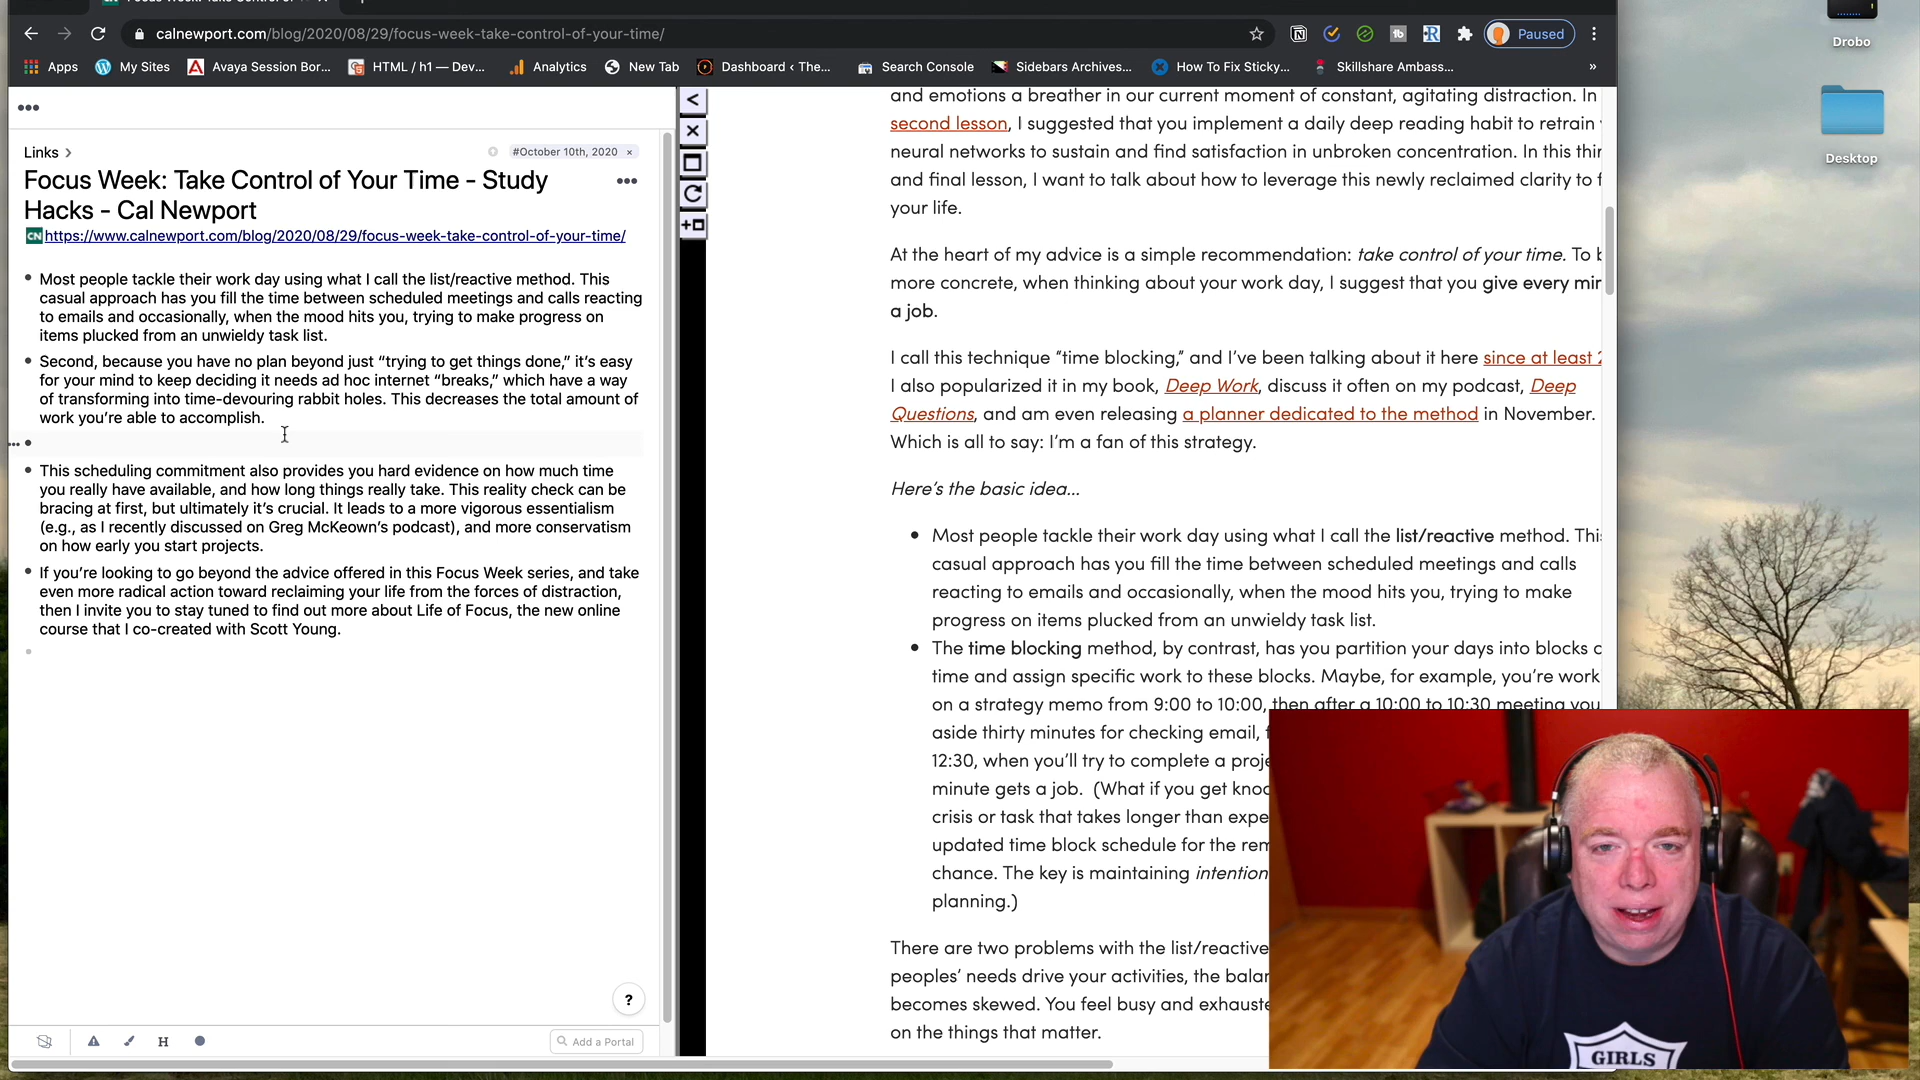 calnewport.com/blog/2020/08/29/focus-week-take-control-of-your-time/
Paused
Apps
My Sites
Avaya Session Bor...
HTML / h1 — Dev...
Analytics
New Tab
Dashboard ‹ The...
Search Console
Sidebars Archives...
How To Fix Sticky...
Skillshare Ambass...
»
Drobo
Desktop
Links
#October 10th, 2020 ×
Focus Week: Take Control of Your Time - Study
Hacks - Cal Newport
CN https://www.calnewport.com/blog/2020/08/29/focus-week-take-control-of-your-time/
Most people tackle their work day using what I call the list/reactive method. This
casual approach has you fill the time between scheduled meetings and calls reacting
to emails and occasionally, when the mood hits you, trying to make progress on
items plucked from an unwieldy task list.
Second, because you have no plan beyond just “trying to get things done,” it’s easy
for your mind to keep deciding it needs ad hoc internet “breaks,” which have a way
of transforming into time-devouring rabbit holes. This decreases the total amount of
work you’re able to accomplish.
This scheduling commitment also provides you hard evidence on how much time
you really have available, and how long things really take. This reality check can be
bracing at first, but ultimately it’s crucial. It leads to a more vigorous essentialism
(e.g., as I recently discussed on Greg McKeown’s podcast), and more conservatism
on how early you start projects.
If you’re looking to go beyond the advice offered in this Focus Week series, and take
even more radical action toward reclaiming your life from the forces of distraction,
then I invite you to stay tuned to find out more about Life of Focus, the new online
course that I co-created with Scott Young.
?
H
Add a Portal
and emotions a breather in our current moment of constant, agitating distraction. In
second lesson, I suggested that you implement a daily deep reading habit to retrain
neural networks to sustain and find satisfaction in unbroken concentration. In this
and final lesson, I want to talk about how to leverage this newly reclaimed clarity to
your life.
At the heart of my advice is a simple recommendation: take control of your time. To
more concrete, when thinking about your work day, I suggest that you give every
a job.
I call this technique “time blocking,” and I’ve been talking about it here since at least
I also popularized it in my book, Deep Work, discuss it often on my podcast, Deep
Questions, and am even releasing a planner dedicated to the method in November.
Which is all to say: I’m a fan of this strategy.
Here’s the basic idea…
Most people tackle their work day using what I call the list/reactive method.
casual approach has you fill the time between scheduled meetings and calls
reacting to emails and occasionally, when the mood hits you, trying to make
progress on items plucked from an unwieldy task list.
The time blocking method, by contrast, has you partition your days into blocks
time and assign specific work to these blocks. Maybe, for example, you’re
on a strategy memo from 9:00 to 10:00, then after a 10:00 to 10:30 meeting
aside thirty minutes for checking email,
12:30, when you’ll try to complete a
minute gets a job. (What if you get
crisis or task that takes longer than
updated time block schedule for the
chance. The key is maintaining
planning.)
There are two problems with the list/reactive
peoples’ needs drive your activities, the
becomes skewed. You feel busy and
on the things that matter.
GIRLS